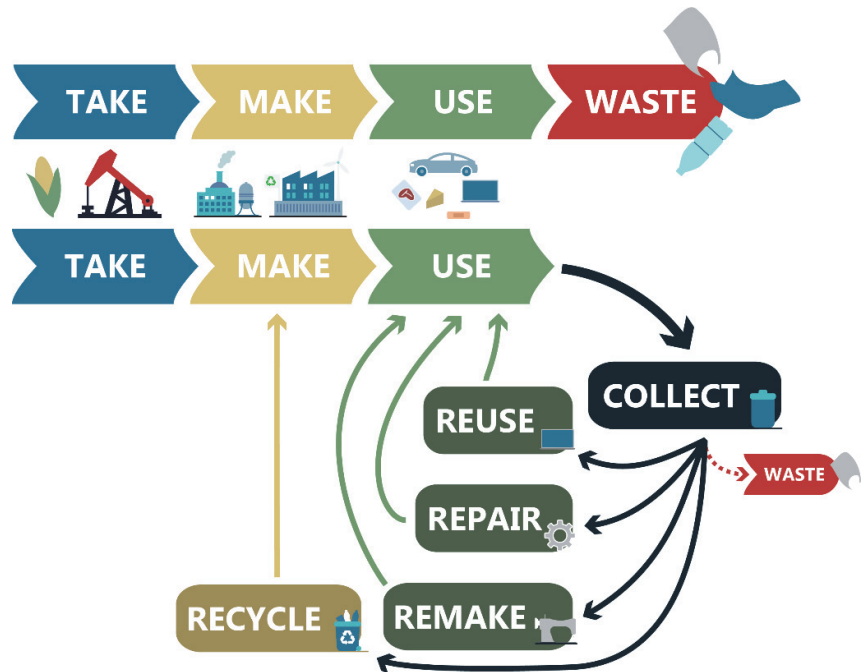 TAKE
MAKE
USE
WASTE
TAKE
MAKE
USE
COLLECT
REUSE
WASTE
REPAIR
RECYCLE
REMAKE